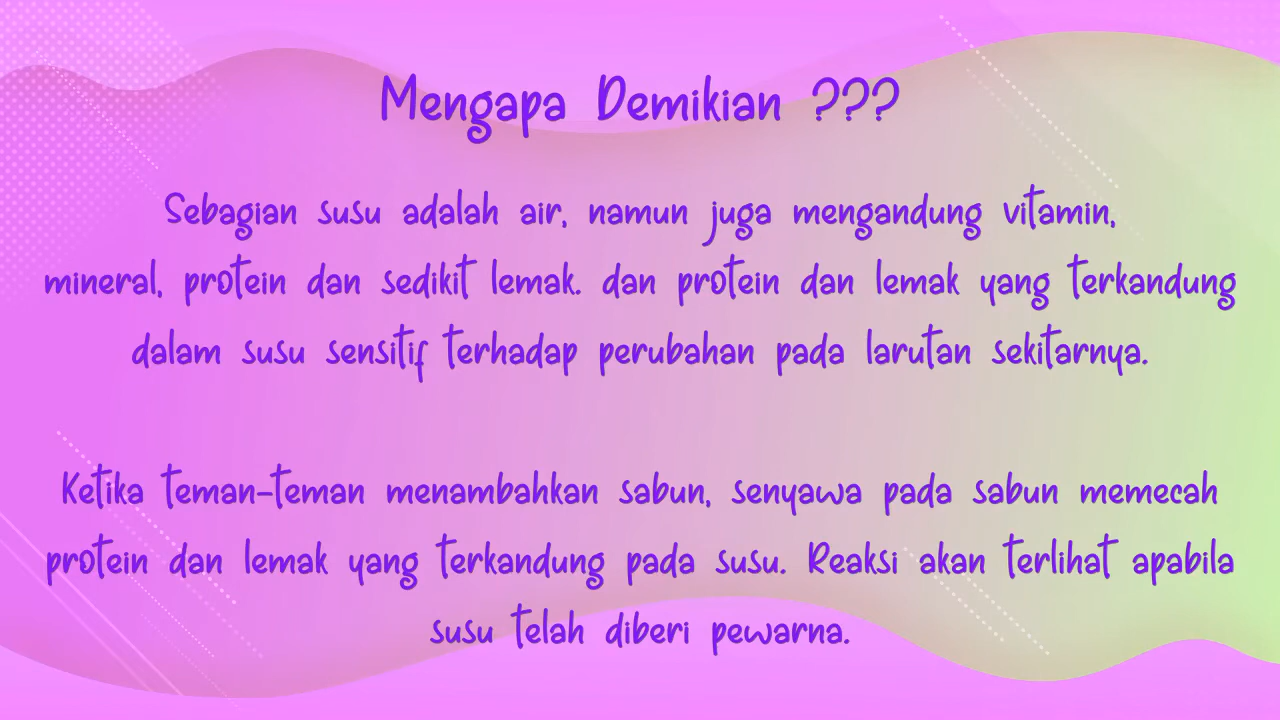 Mengapa Demikian ???
Sebagian susu adalah air, namun juga mengandung vitamin,
mineral, protein dan sedikit lemak. dan protein dan lemak yang terkandung
dalam susu sensitif terhadap perubahan pada larutan sekitarnya.
Ketika teman-teman menambahkan sabun, senyawa pada sabun memecah
protein dan lemak yang terkandung pada susu. Reaksi akan terlihat apabila
susu telah diberi pewarna.